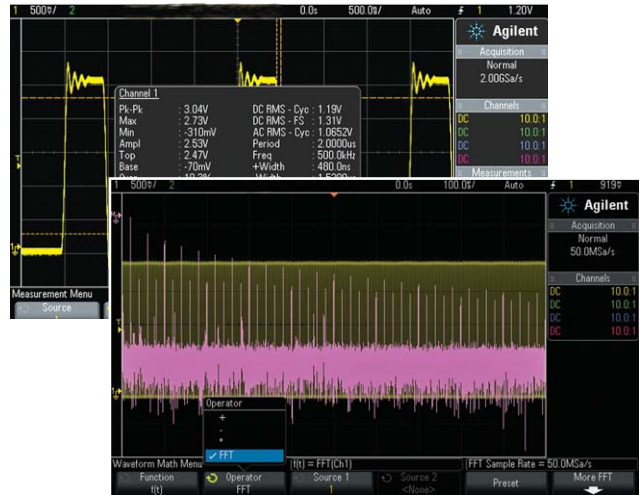 1 500▽/ 2 0.0s 500.0▽/ Auto ƒ 1 1.20V
Agilent
Acquisition
Normal
2.00GSa/s
Channels
DC 10.0:1
DC 10.0:1
DC 10.0:1
DC 10.0:1
Measurements
Channel 1
Pk-Pk : 3.04V DC RMS - Cyc : 1.19V
Max : 2.73V DC RMS - FS : 1.31V
Min : -310mV AC RMS - Cyc : 1.0652V
Ampl : 2.53V Period : 2.0000us
Top : 2.47V Freq : 500.0kHz
Base : -70mV +Width : 480.0ns
Measurement Menu
Source
1
1 500▽/ 2 0.0s 100.0▽/ Auto ƒ 1 919▽
Agilent
Acquisition
Normal
50.0MSa/s
Channels
DC 10.0:1
DC 10.0:1
DC 10.0:1
DC 10.0:1
Operator
+
-
*
✓ FFT
Waveform Math Menu f(t) = FFT(Ch1) FFT Sample Rate = 50.0MSa/s
Function Operator Source 1 Source 2 Preset More FFT
f(t) FFT 1 <None>